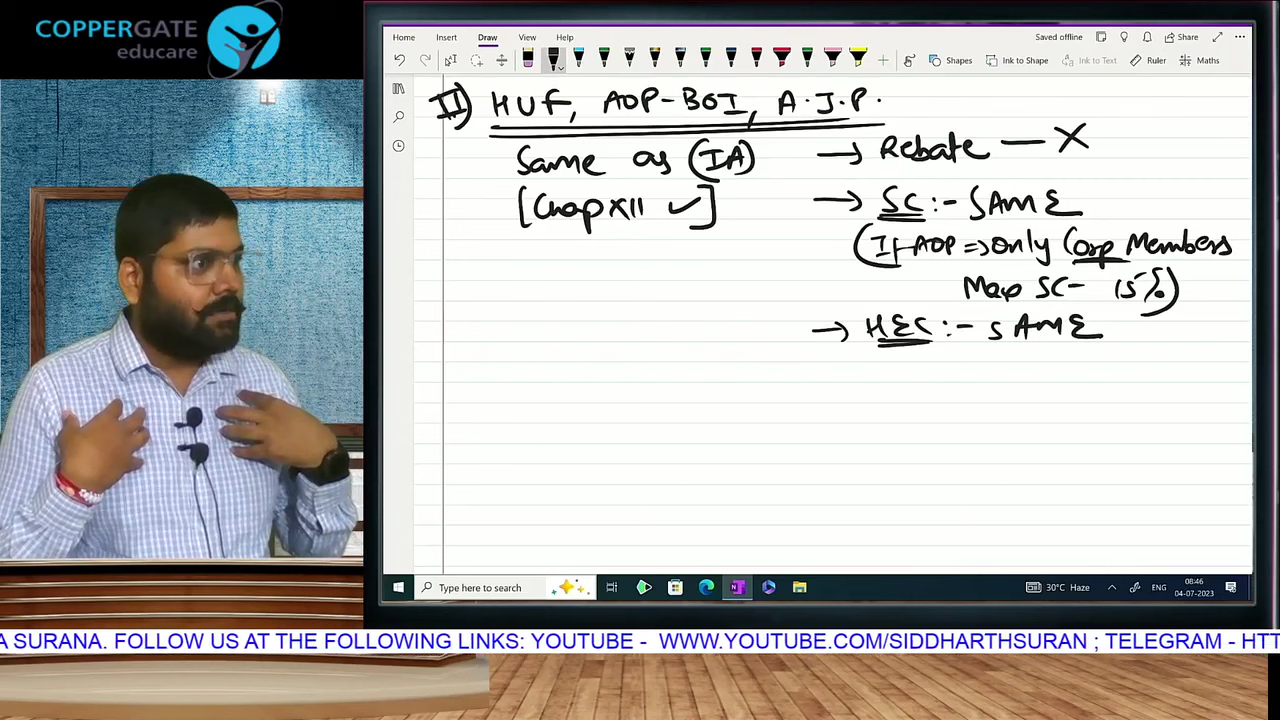 COPPERGATE
educare
Home Insert Draw View Help
Saved offline
Share
Shapes
Ink to Shape
Ink to Text
Ruler
Maths
II) HUF, AOP-BOI, A.J.P.
Same as (IA)
[Chap XII ✓]
→ Rebate — X
→ SC:- SAME
(If AOP => only Corp Members
Max SC - 15%)
→ HEC:- SAME
Type here to search
30°C Haze
ENG
08:46
04-07-2023
A SURANA. FOLLOW US AT THE FOLLOWING LINKS: YOUTUBE - WWW.YOUTUBE.COM/SIDDHARTHSURAN ; TELEGRAM - HTT